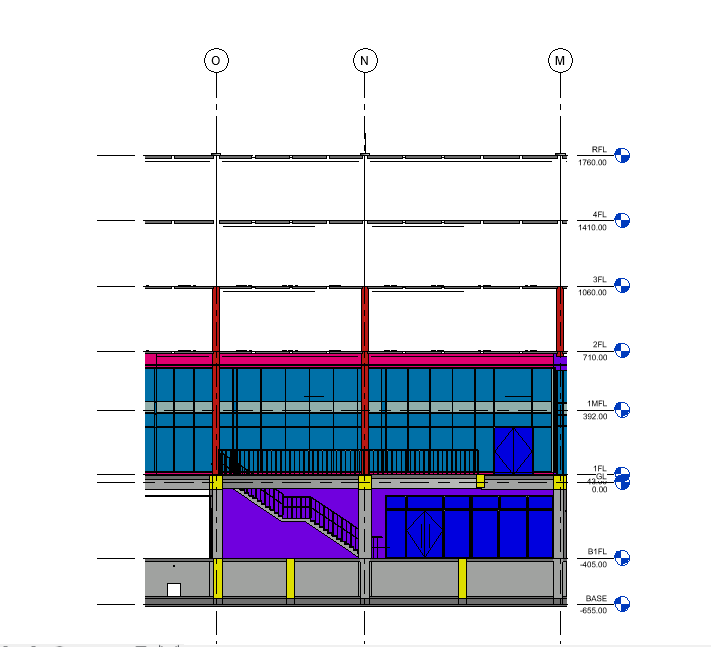 O N M
RFL
1760.00
4FL
1410.00
3FL
1060.00
2FL
710.00
1MFL
392.00
1FL
GL
0.00
B1FL
-405.00
BASE
-655.00